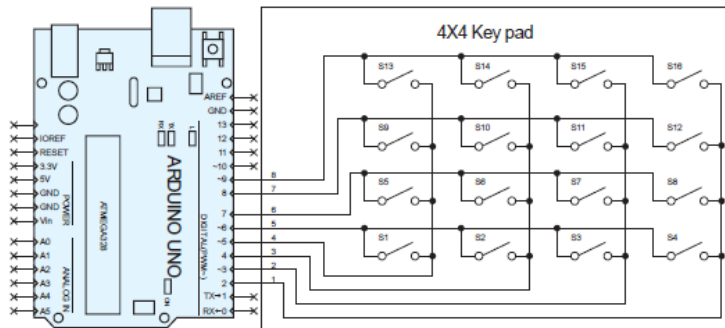 4X4 Key pad
S13
S14
S15
S16
S9
S10
S11
S12
S5
S6
S7
S8
S1
S2
S3
S4
8
7
6
5
4
3
2
1
IOREF
RESET
3.3V
5V
GND
GND
Vin
A0
A1
A2
A3
A4
A5
POWER
ANALOG IN
ATMEGA328
ARDUINO UNO
RX
TX
L
ON
DIGITAL(PWM~)
AREF
GND
13
12
~11
~10
~9
8
7
~6
~5
4
~3
2
TX→1
RX←0